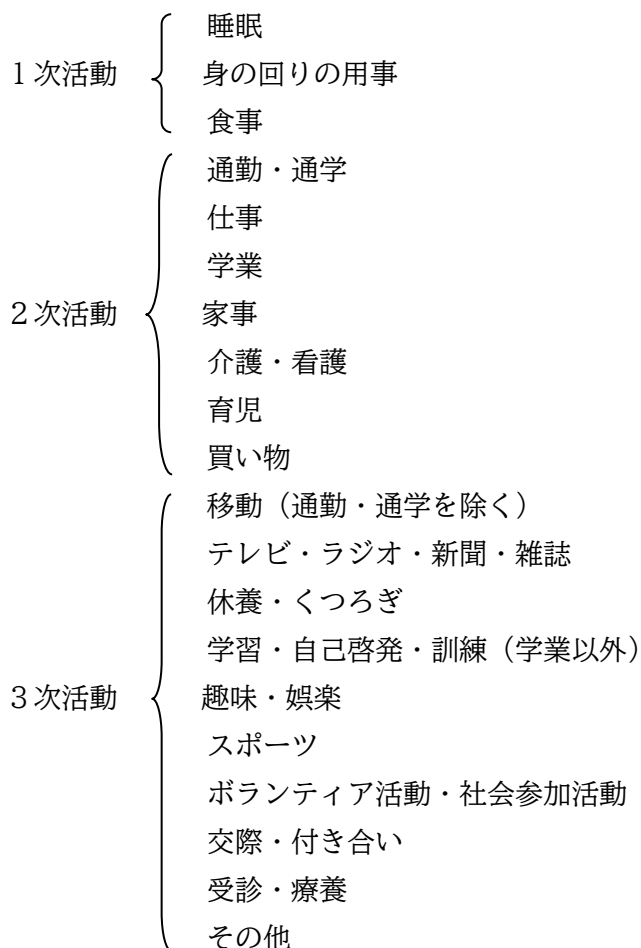 睡眠
１次活動 身の回りの用事
食事
通勤・通学
仕事
学業
２次活動 家事
介護・看護
育児
買い物
移動（通勤・通学を除く）
テレビ・ラジオ・新聞・雑誌
休養・くつろぎ
学習・自己啓発・訓練（学業以外）
３次活動 趣味・娯楽
スポーツ
ボランティア活動・社会参加活動
交際・付き合い
受診・療養
その他